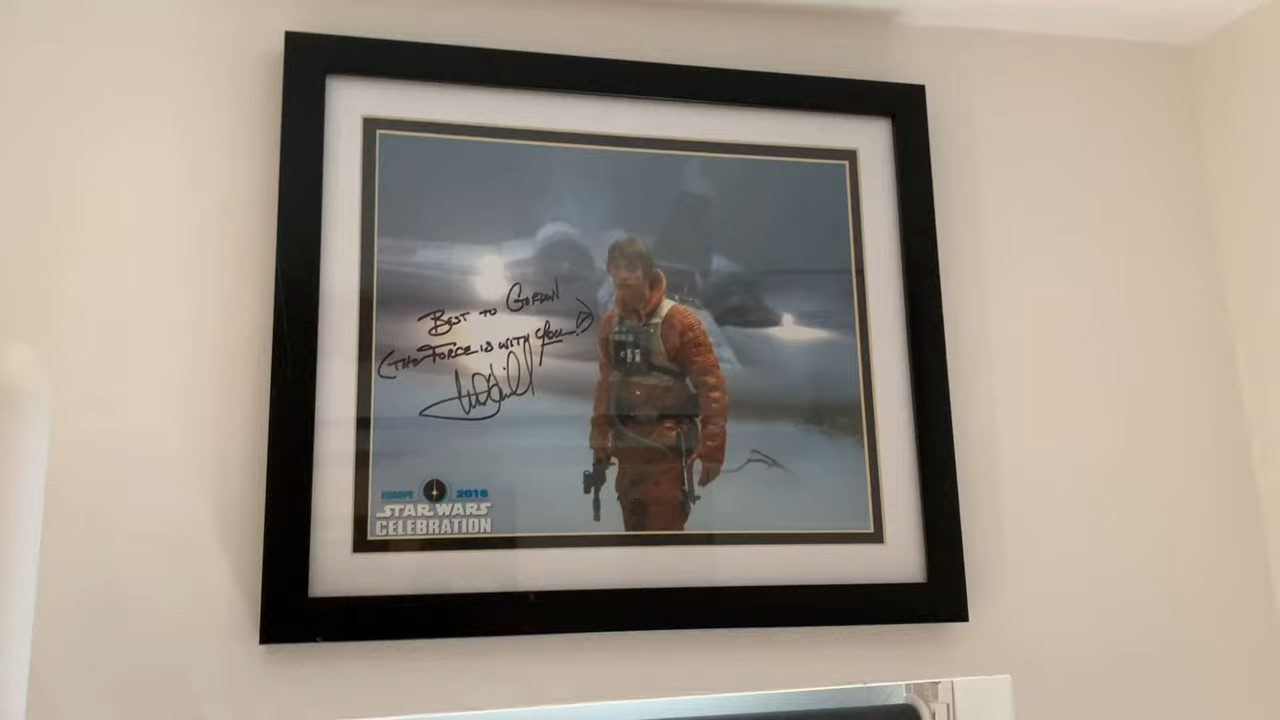 BEST TO GORDON
(THE FORCE IS WITH YOU!)
EUROPE 2016
STAR WARS
CELEBRATION